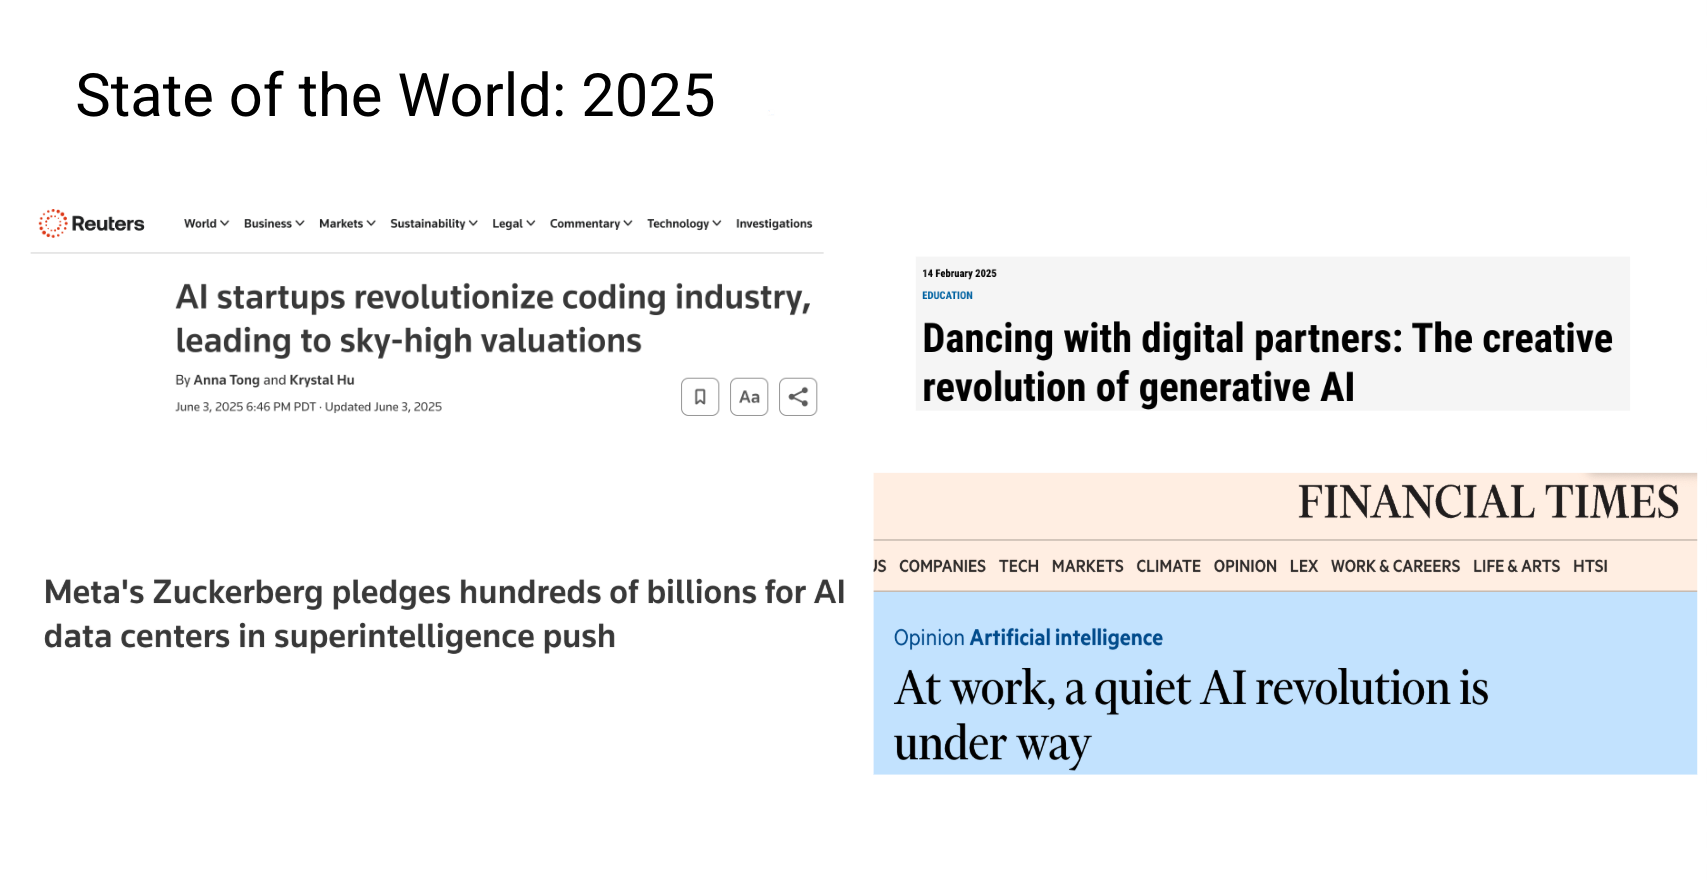 State of the World: 2025
Reuters
World Business Markets Sustainability Legal Commentary Technology Investigations
AI startups revolutionize coding industry,
leading to sky-high valuations
By Anna Tong and Krystal Hu
June 3, 2025 6:46 PM PDT · Updated June 3, 2025
Aa
14 February 2025
EDUCATION
Dancing with digital partners: The creative
revolution of generative AI
Meta's Zuckerberg pledges hundreds of billions for AI
data centers in superintelligence push
FINANCIAL TIMES
COMPANIES TECH MARKETS CLIMATE OPINION LEX WORK & CAREERS LIFE & ARTS HTSI
Opinion Artificial intelligence
At work, a quiet AI revolution is
under way